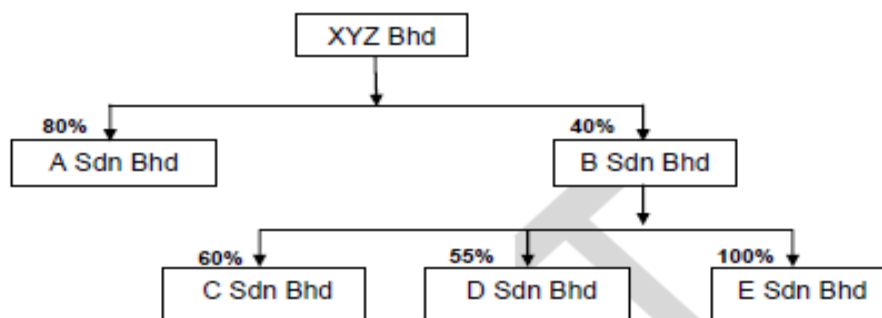 XYZ Bhd
80% 40%
A Sdn Bhd B Sdn Bhd
60% 55% 100%
C Sdn Bhd D Sdn Bhd E Sdn Bhd